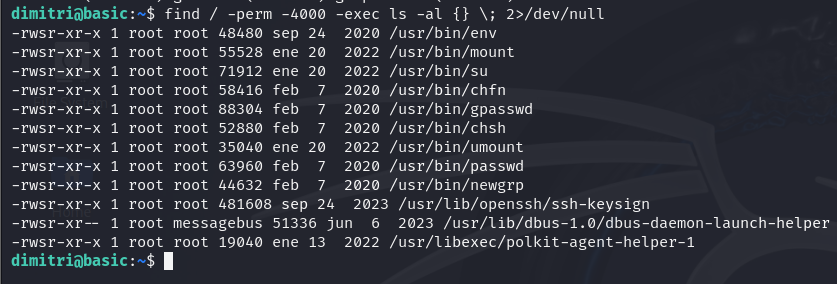 dimitri@basic:~$ find / -perm -4000 -exec ls -al {} \; 2>/dev/null
-rwsr-xr-x 1 root root 48480 sep 24  2020 /usr/bin/env
-rwsr-xr-x 1 root root 55528 ene 20  2022 /usr/bin/mount
-rwsr-xr-x 1 root root 71912 ene 20  2022 /usr/bin/su
-rwsr-xr-x 1 root root 58416 feb  7  2020 /usr/bin/chfn
-rwsr-xr-x 1 root root 88304 feb  7  2020 /usr/bin/gpasswd
-rwsr-xr-x 1 root root 52880 feb  7  2020 /usr/bin/chsh
-rwsr-xr-x 1 root root 35040 ene 20  2022 /usr/bin/umount
-rwsr-xr-x 1 root root 63960 feb  7  2020 /usr/bin/passwd
-rwsr-xr-x 1 root root 44632 feb  7  2020 /usr/bin/newgrp
-rwsr-xr-x 1 root root 481608 sep 24  2023 /usr/lib/openssh/ssh-keysign
-rwsr-xr-- 1 root messagebus 51336 jun  6  2023 /usr/lib/dbus-1.0/dbus-daemon-launch-helper
-rwsr-xr-x 1 root root 19040 ene 13  2022 /usr/libexec/polkit-agent-helper-1
dimitri@basic:~$